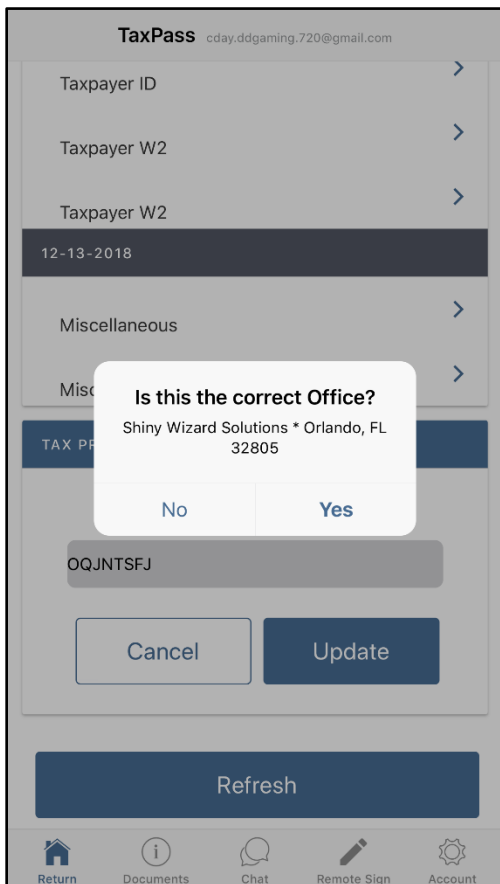 TaxPass cday.ddgaming.720@gmail.com
Taxpayer ID
Taxpayer W2
Taxpayer W2
12-13-2018
Miscellaneous
Misc
Is this the correct Office?
Shiny Wizard Solutions * Orlando, FL
32805
No Yes
TAX PR
OQJNTSFJ
Cancel Update
Refresh
Return Documents Chat Remote Sign Account